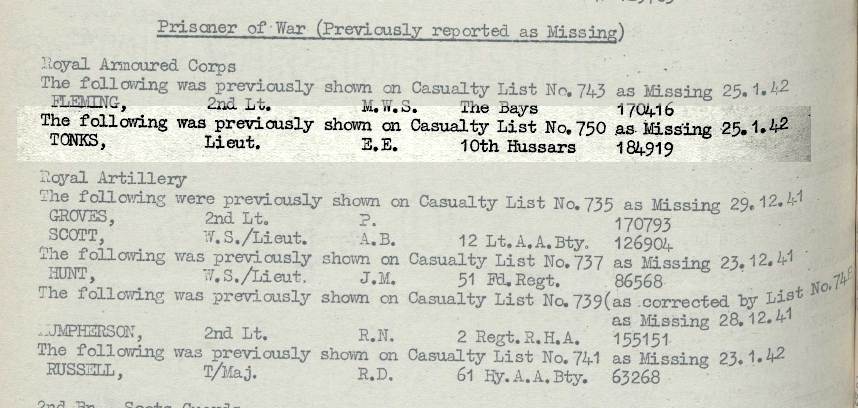 Prisoner of War (Previously reported as Missing)
Royal Armoured Corps
The following was previously shown on Casualty List No.743 as Missing 25.1.42
FLEMING, 2nd Lt. M.W.S. The Bays 170416
The following was previously shown on Casualty List No.750 as Missing 25.1.42
TONKS, Lieut. E.E. 10th Hussars 184919
Royal Artillery
The following were previously shown on Casualty List No.735 as Missing 29.12.41
GROVES, 2nd Lt. P. 170793
SCOTT, W.S./Lieut. A.B. 12 Lt.A.A.Bty. 126904
The following was previously shown on Casualty List No.737 as Missing 23.12.41
HUNT, W.S./Lieut. J.M. 51 Fd.Regt. 86568
The following was previously shown on Casualty List No.739(as corrected by List No.74
as Missing 28.12.41
UMPHERSON, 2nd Lt. R.N. 2 Regt.R.H.A. 155151
The following was previously shown on Casualty List No.741 as Missing 23.1.42
RUSSELL, T/Maj. R.D. 61 Hy.A.A.Bty. 63268